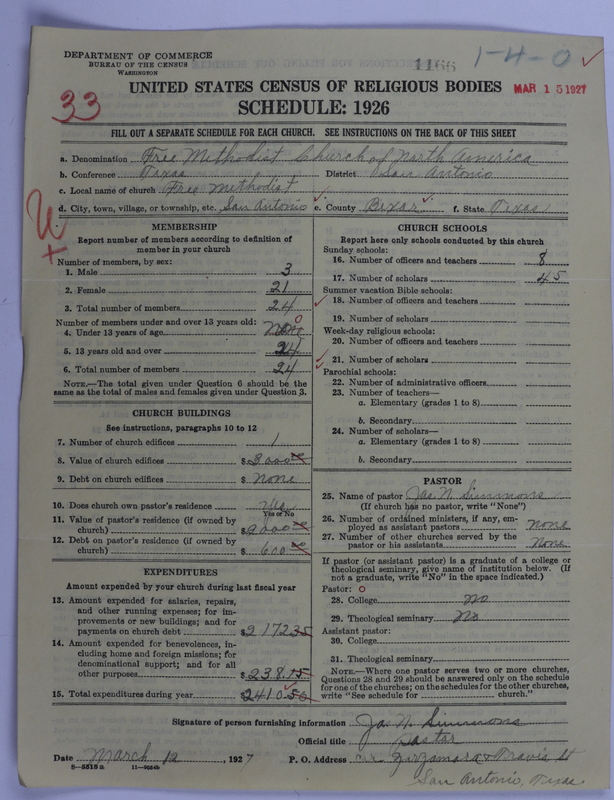 DEPARTMENT OF COMMERCE
BUREAU OF THE CENSUS
WASHINGTON
1166
1-4-0
MAR 15 1927
33
UNITED STATES CENSUS OF RELIGIOUS BODIES
SCHEDULE: 1926
FILL OUT A SEPARATE SCHEDULE FOR EACH CHURCH. SEE INSTRUCTIONS ON THE BACK OF THIS SHEET
a. Denomination Free Methodist Church of North America
b. Conference Texas District San Antonio
c. Local name of church Free Methodist
d. City, town, village, or township, etc. San Antonio e. County Bexar f. State Texas
MEMBERSHIP
Report number of members according to definition of
member in your church
Number of members, by sex:
1. Male 3
2. Female 21
3. Total number of members 24
Number of members under and over 13 years old:
4. Under 13 years of age None 0
5. 13 years old and over 24
6. Total number of members 24
NOTE.—The total given under Question 6 should be the
same as the total of males and females given under Question 3.
CHURCH BUILDINGS
See instructions, paragraphs 10 to 12
7. Number of church edifices 1
8. Value of church edifices $3000.00
9. Debt on church edifices $ none
10. Does church own pastor's residence Yes
Yes or No
11. Value of pastor's residence (if owned by
church) $2000.00
12. Debt on pastor's residence (if owned by
church) $600.00
EXPENDITURES
Amount expended by your church during last fiscal year
13. Amount expended for salaries, repairs,
and other running expenses; for im-
provements or new buildings; and for
payments on church debt $2172.35
14. Amount expended for benevolences, in-
cluding home and foreign missions; for
denominational support; and for all
other purposes $238.15
15. Total expenditures during year $2410.50
CHURCH SCHOOLS
Report here only schools conducted by this church
Sunday schools:
16. Number of officers and teachers 8
17. Number of scholars 45
Summer vacation Bible schools:
18. Number of officers and teachers
19. Number of scholars
Week-day religious schools:
20. Number of officers and teachers
21. Number of scholars
Parochial schools:
22. Number of administrative officers
23. Number of teachers—
a. Elementary (grades 1 to 8)
b. Secondary
24. Number of scholars—
a. Elementary (grades 1 to 8)
b. Secondary
PASTOR
25. Name of pastor Jas N. Simmons
(If church has no pastor, write "None")
26. Number of ordained ministers, if any, em-
ployed as assistant pastors none
27. Number of other churches served by the
pastor or his assistants None
If pastor (or assistant pastor) is a graduate of a college or
theological seminary, give name of institution below. (If
not a graduate, write "No" in the space indicated.)
Pastor: 0
28. College No
29. Theological seminary No
Assistant pastor:
30. College
31. Theological seminary
NOTE.—Where one pastor serves two or more churches,
Questions 28 and 29 should be answered only on the schedule
for one of the churches; on the schedules for the other churches,
write "See schedule for church."
Signature of person furnishing information Jas. N. Simmons
Official title Pastor
Date March 12, 1927 P. O. Address Cor. Zarzamora & Travis St
8—5518 a 11—9054b San Antonio, Texas